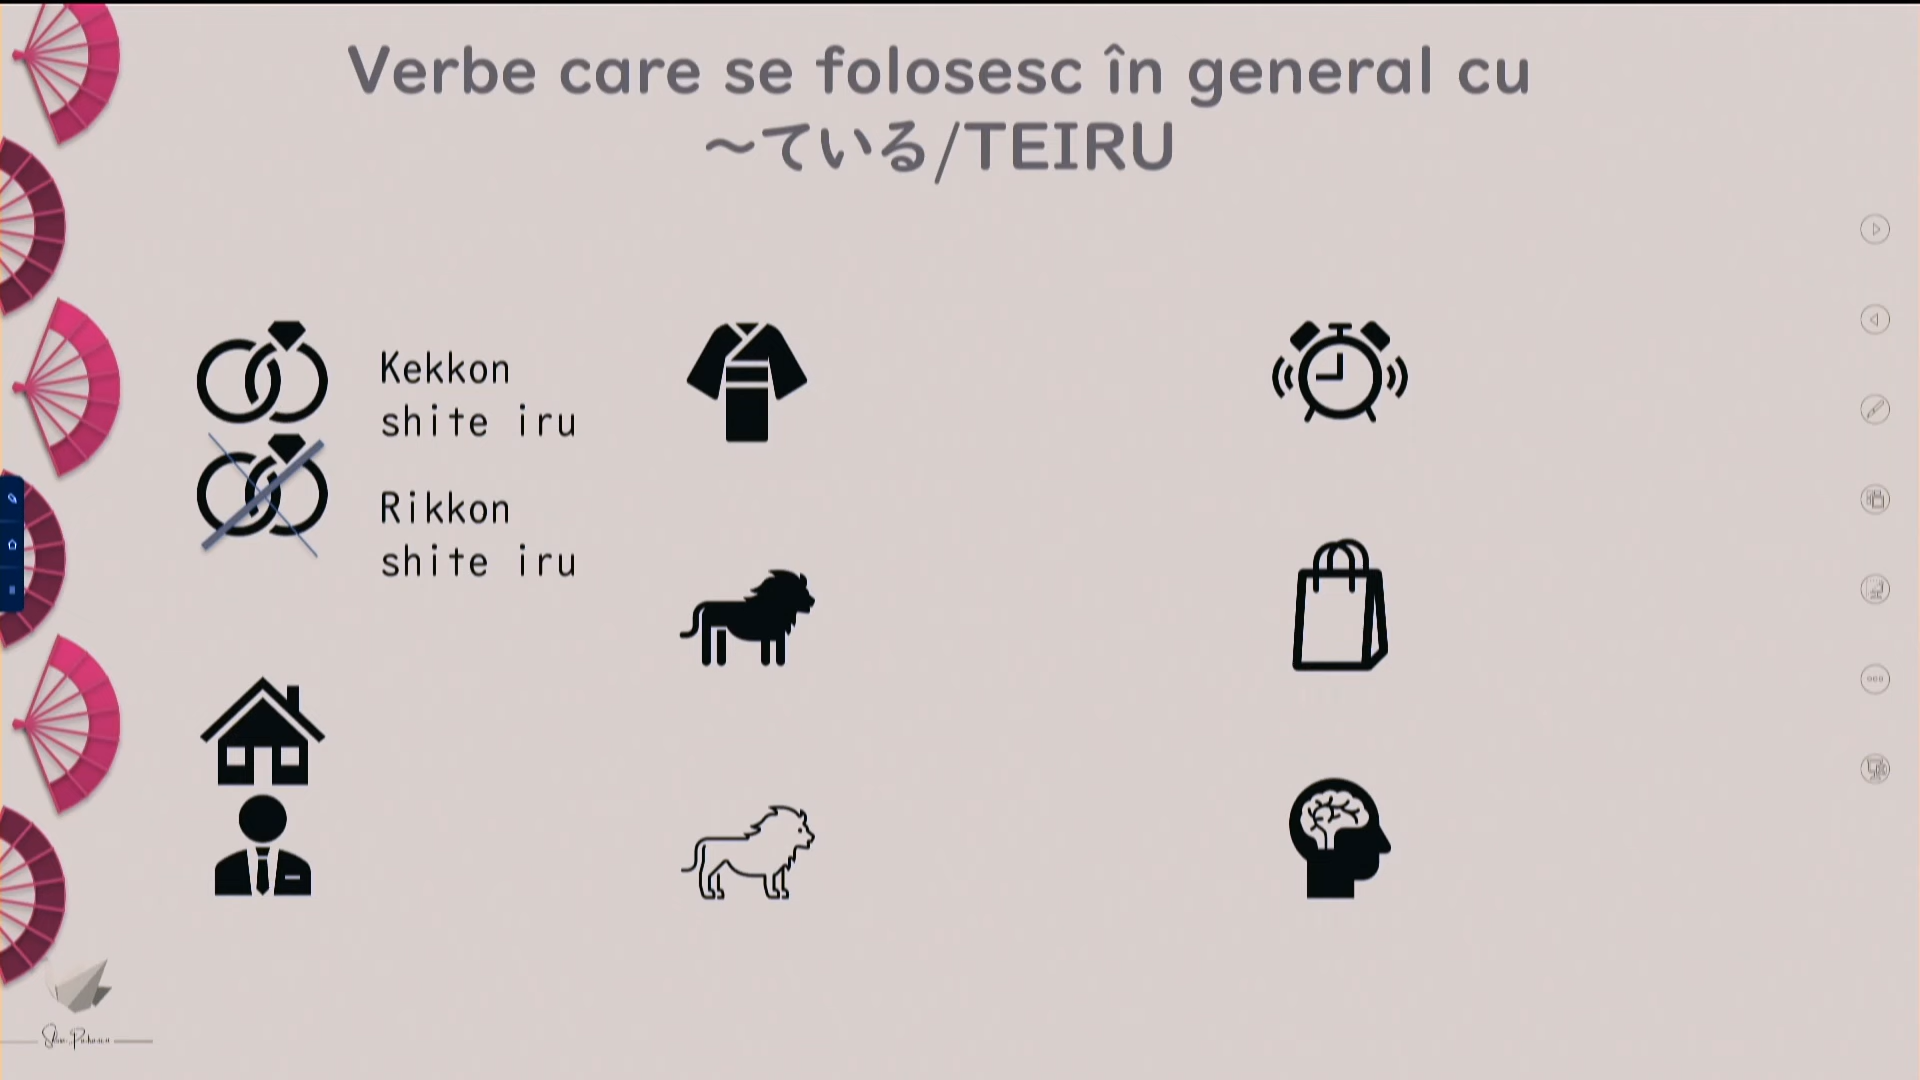 Verbe care se folosesc în general cu
～ている/TEIRU
Kekkon
shite iru
Rikkon
shite iru